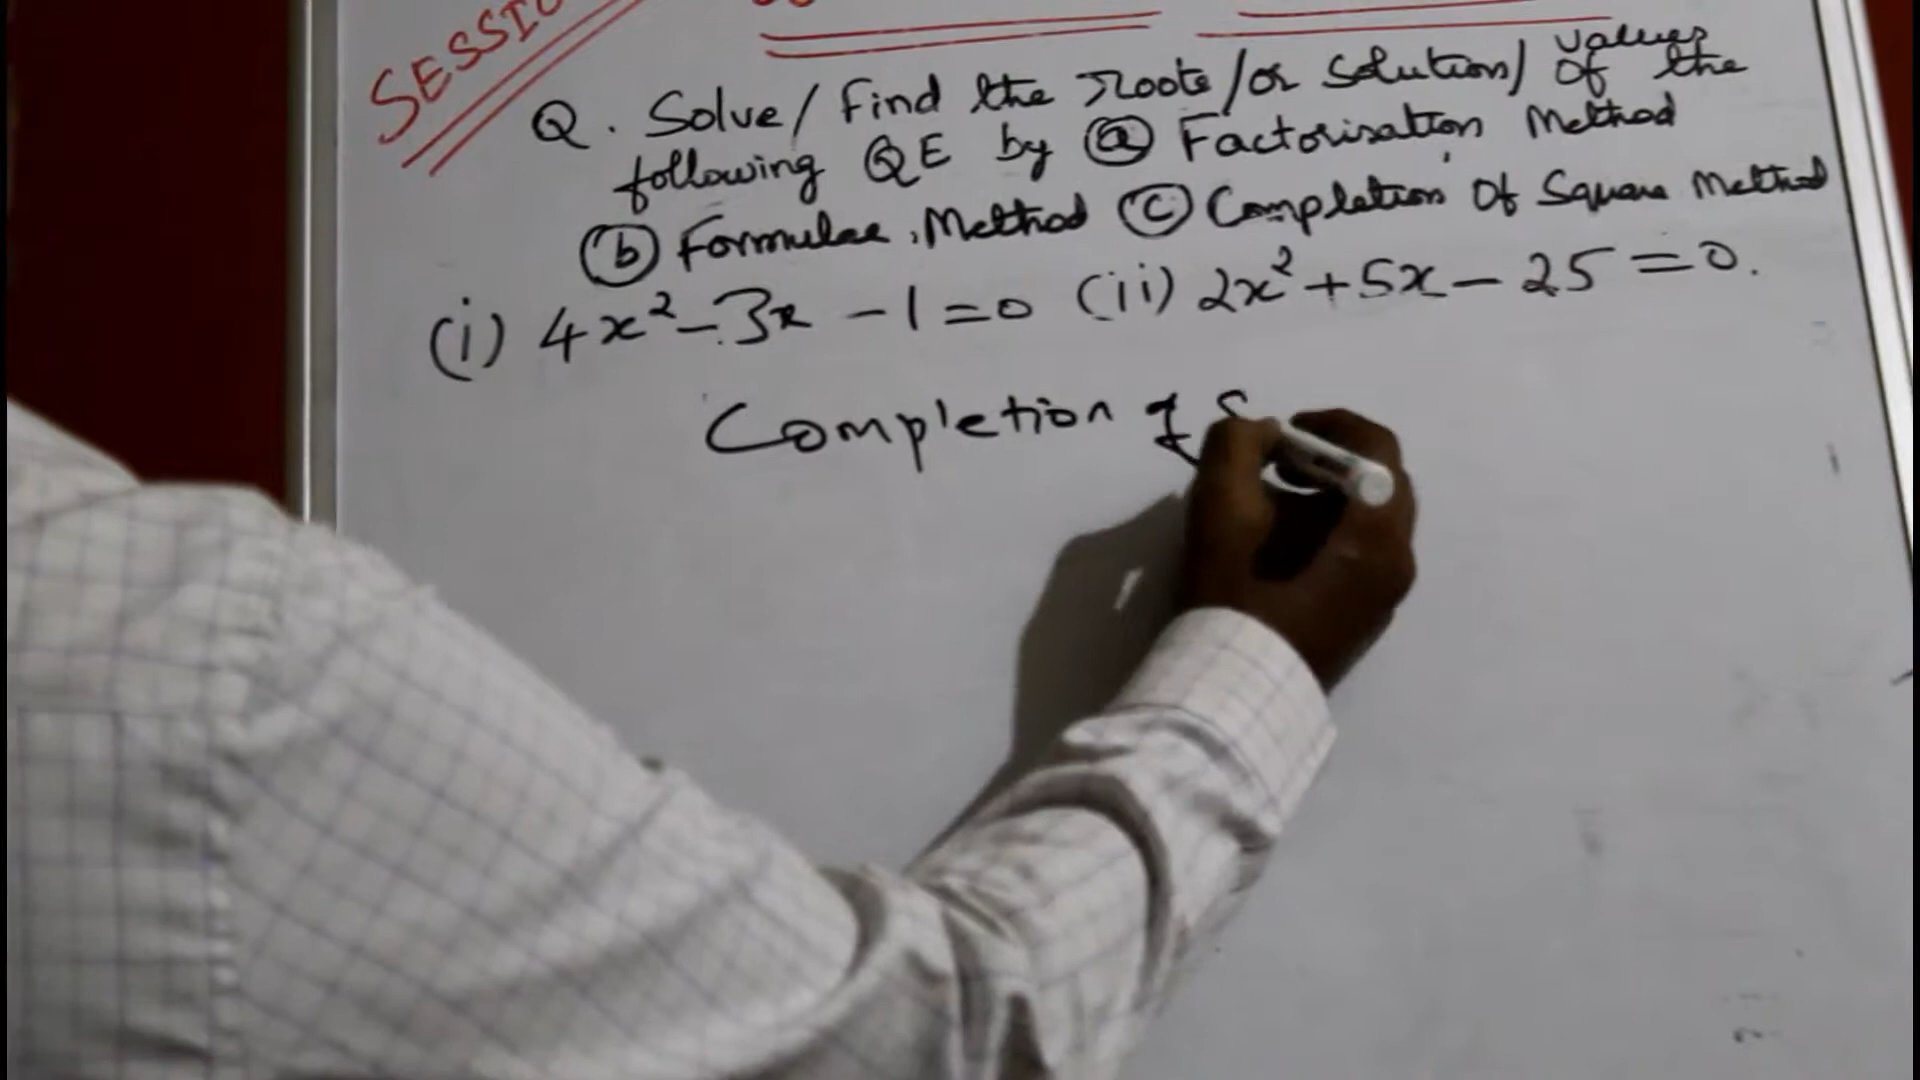 SESSIO
Q. Solve/ Find the Roots/or Solutions/ values Of the
following QE by (a) Factorisation Method
(b) Formulae Method (c) Completion Of Square Method
(i) 4x² - 3x - 1 = 0 (ii) 2x² + 5x - 25 = 0.
Completion of S